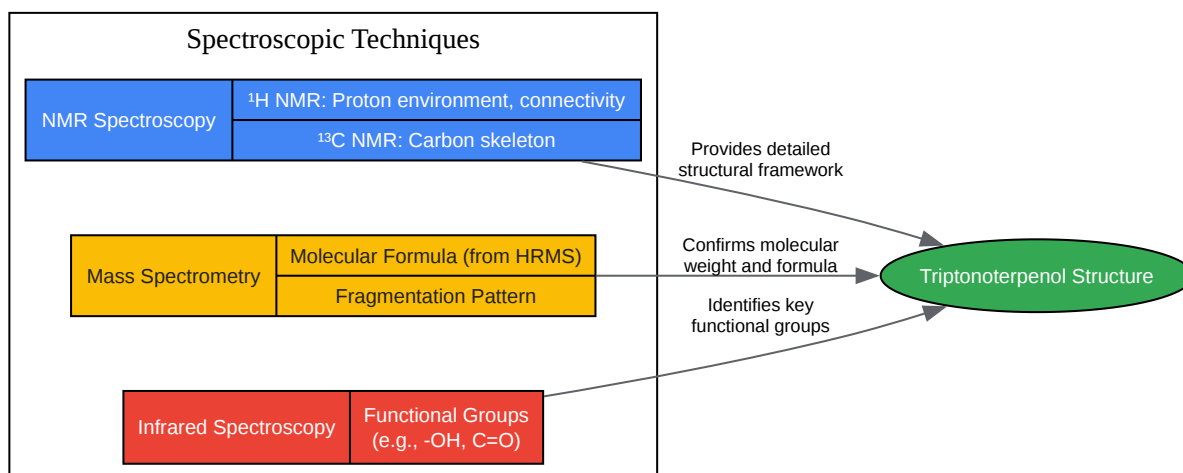 Spectroscopic Techniques
NMR Spectroscopy
¹H NMR: Proton environment, connectivity
¹³C NMR: Carbon skeleton
Provides detailed
structural framework
Mass Spectrometry
Molecular Formula (from HRMS)
Fragmentation Pattern
Confirms molecular
weight and formula
Triptonoterpenol Structure
Identifies key
functional groups
Infrared Spectroscopy
Functional Groups
(e.g., -OH, C=O)